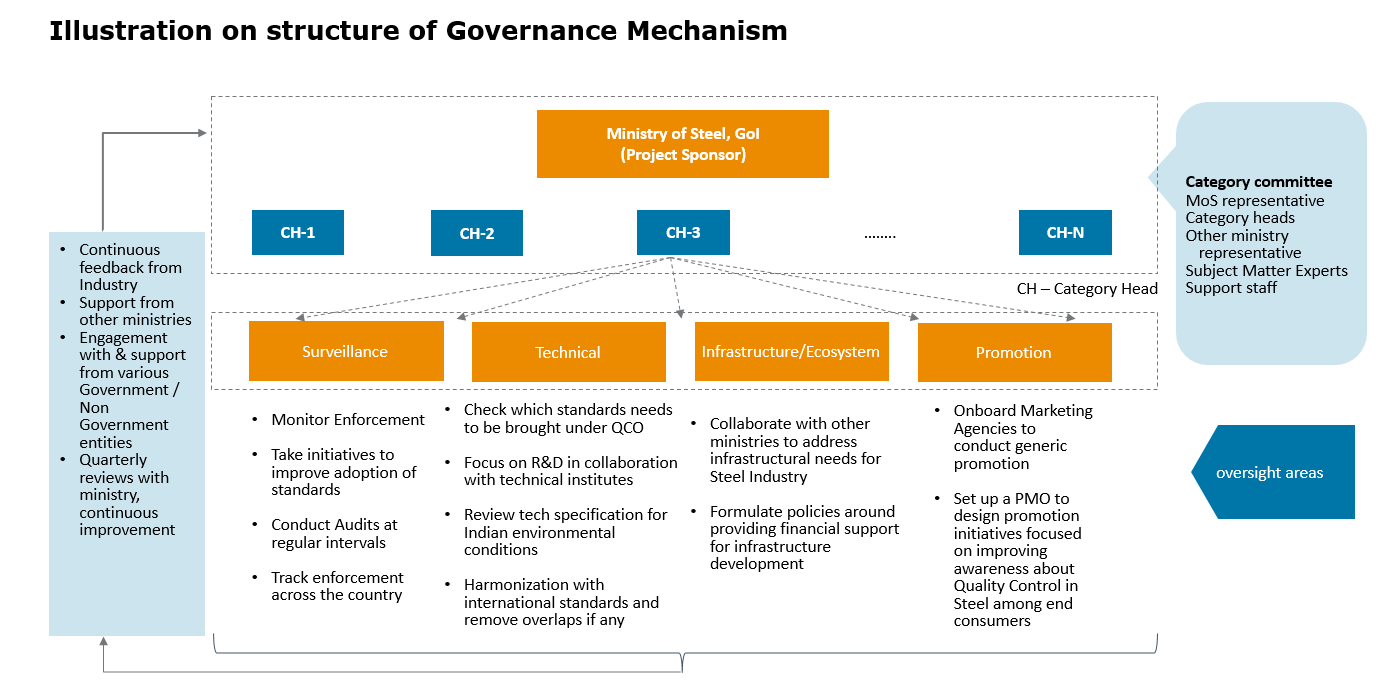 Illustration on structure of Governance Mechanism
Ministry of Steel, GoI
(Project Sponsor)
CH-1
CH-2
CH-3
........
CH-N
CH – Category Head
Category committee
MoS representative
Category heads
Other ministry
representative
Subject Matter Experts
Support staff
• Continuous
feedback from
Industry
• Support from
other ministries
• Engagement
with & support
from various
Government /
Non
Government
entities
• Quarterly
reviews with
ministry,
continuous
improvement
Surveillance
Technical
Infrastructure/Ecosystem
Promotion
• Monitor Enforcement
• Take initiatives to
improve adoption of
standards
• Conduct Audits at
regular intervals
• Track enforcement
across the country
• Check which standards needs
to be brought under QCO
• Focus on R&D in collaboration
with technical institutes
• Review tech specification for
Indian environmental
conditions
• Harmonization with
international standards and
remove overlaps if any
• Collaborate with other
ministries to address
infrastructural needs for
Steel Industry
• Formulate policies around
providing financial support
for infrastructure
development
• Onboard Marketing
Agencies to
conduct generic
promotion
• Set up a PMO to
design promotion
initiatives focused
on improving
awareness about
Quality Control in
Steel among end
consumers
oversight areas